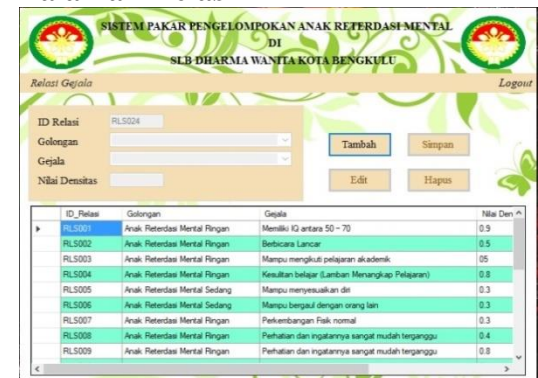 SISTEM PAKAR PENGELOMPOKAN ANAK RETERDASI MENTAL
DI
SLB DHARMA WANITA KOTA BENGKULU
Relasi Gejala
Logout
ID Relasi RLS024
Golongan
Gejala
Nilai Densitas
Tambah Simpan
Edit Hapus
ID_Relasi Golongan Gejala Nilai Den
RLS001 Anak Reterdasi Mental Ringan Memiliki IQ antara 50 ~ 70 0.9
RLS002 Anak Reterdasi Mental Ringan Berbicara Lancar 0.5
RLS003 Anak Reterdasi Mental Ringan Mampu mengikuti pelajaran akademik 05
RLS004 Anak Reterdasi Mental Ringan Kesulitan belajar (Lamban Menangkap Pelajaran) 0.8
RLS005 Anak Reterdasi Mental Sedang Mampu menyesuaikan diri 0.3
RLS006 Anak Reterdasi Mental Sedang Mampu bergaul dengan orang lain 0.3
RLS007 Anak Reterdasi Mental Ringan Perkembangan Fisik normal 0.3
RLS008 Anak Reterdasi Mental Ringan Perhatian dan ingatannya sangat mudah terganggu 0.4
RLS009 Anak Reterdasi Mental Ringan Perhatian dan ingatannya sangat mudah terganggu 0.8